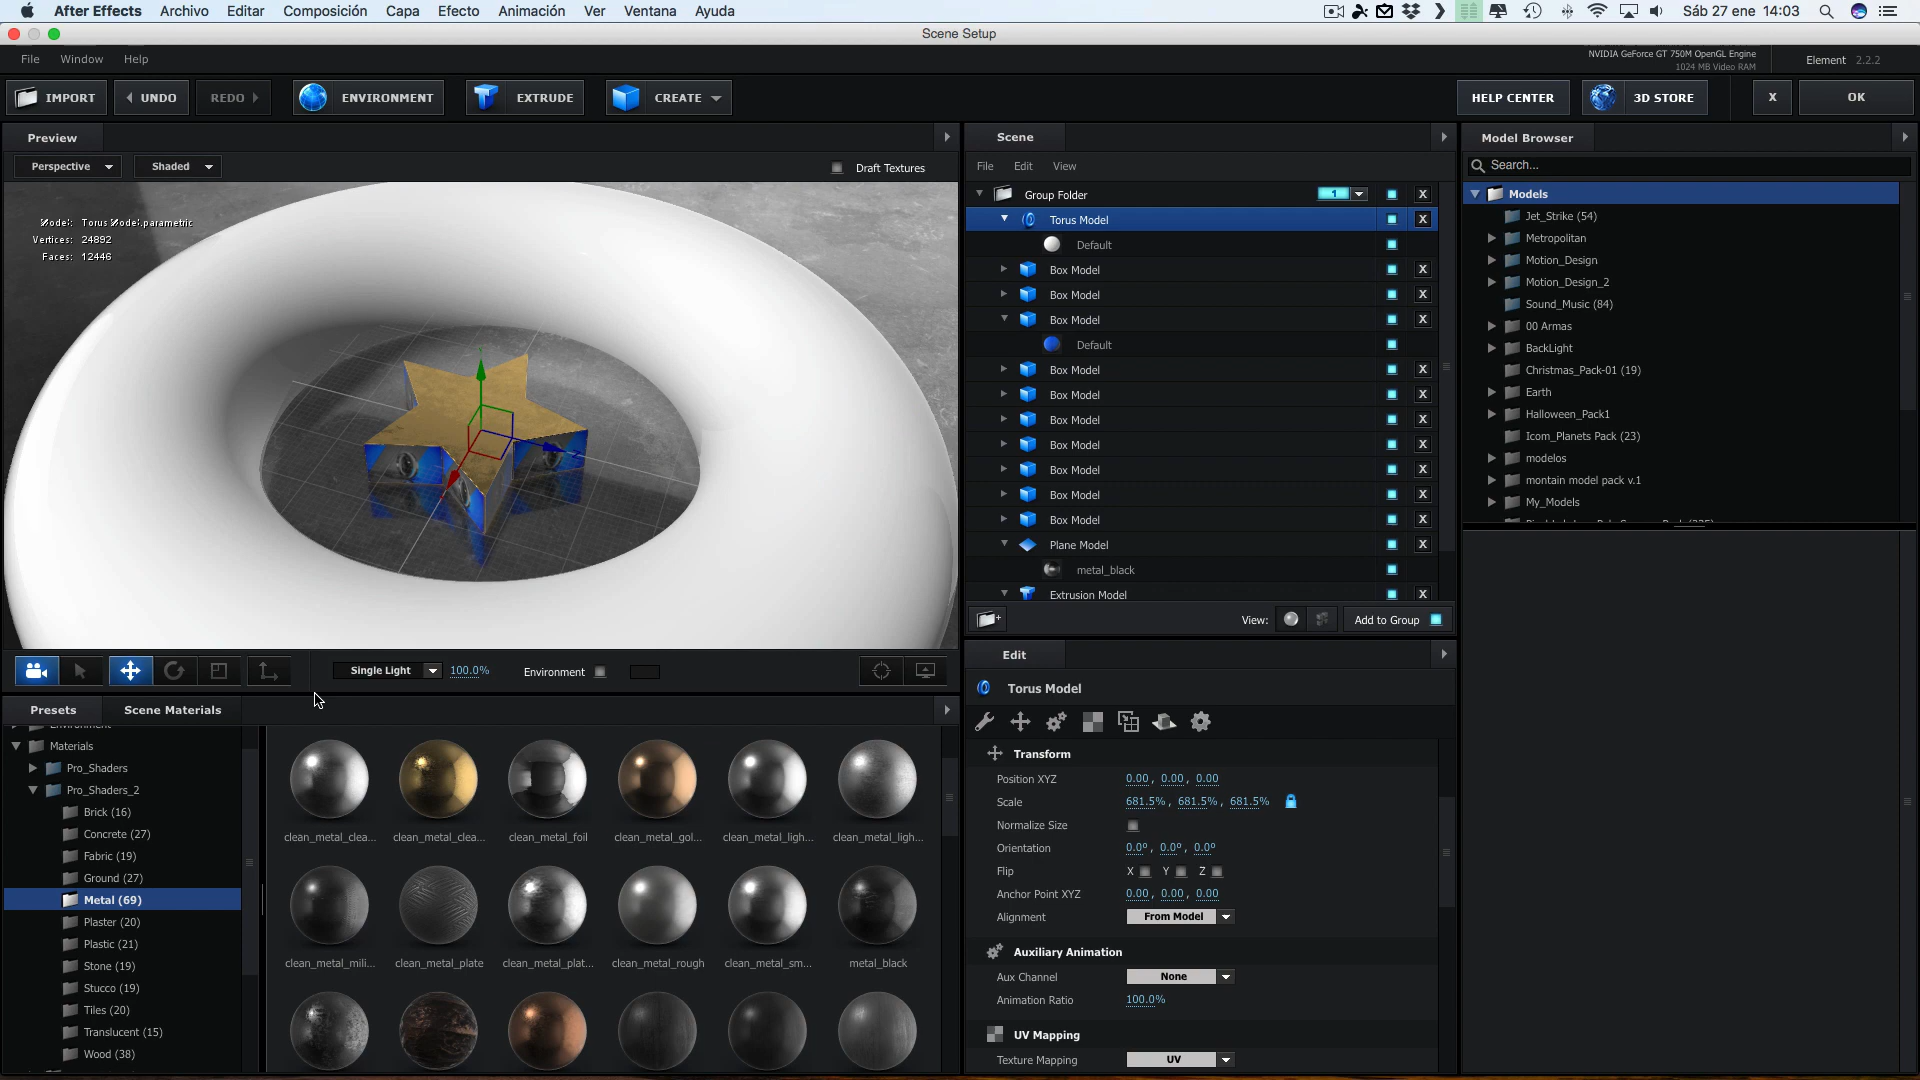 After Effects Archivo Editar Composición Capa Efecto Animación Ver Ventana Ayuda Sáb 27 ene 14:03
Scene Setup
File Window Help
NVIDIA GeForce GT 750M OpenGL Engine
1024 MB Video RAM
Element 2.2.2
IMPORT UNDO REDO ENVIRONMENT EXTRUDE CREATE HELP CENTER 3D STORE X OK
Preview
Perspective Shaded Draft Textures
Torus
parametric
Vertices: 24892
Faces: 12446
Single Light 100.0% Environment
Scene
File Edit View
Group Folder 1 X
Torus Model X
Default
Box Model X
Box Model X
Box Model X
Default
Box Model X
Box Model X
Box Model X
Box Model X
Box Model X
Box Model X
Box Model X
Plane Model X
metal_black
Extrusion Model X
View: Add to Group
Model Browser
Search...
Models
Jet_Strike (54)
Metropolitan
Motion_Design
Motion_Design_2
Sound_Music (84)
00 Armas
BackLight
Christmas_Pack-01 (19)
Earth
Halloween_Pack1
Icom_Planets Pack (23)
modelos
montain model pack v.1
My_Models
Presets Scene Materials
Materials
Pro_Shaders
Pro_Shaders_2
Brick (16)
Concrete (27)
Fabric (19)
Ground (27)
Metal (69)
Plaster (20)
Plastic (21)
Stone (19)
Stucco (19)
Tiles (20)
Translucent (15)
Wood (38)
clean_metal_clea... clean_metal_clea... clean_metal_foil clean_metal_gol... clean_metal_ligh... clean_metal_ligh...
clean_metal_mili... clean_metal_plate clean_metal_plat... clean_metal_rough clean_metal_sm... metal_black
Edit
Torus Model
Transform
Position XYZ 0.00, 0.00, 0.00
Scale 681.5%, 681.5%, 681.5%
Normalize Size
Orientation 0.0º, 0.0º, 0.0º
Flip X Y Z
Anchor Point XYZ 0.00, 0.00, 0.00
Alignment From Model
Auxiliary Animation
Aux Channel None
Animation Ratio 100.0%
UV Mapping
Texture Mapping UV